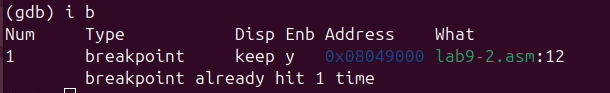 (gdb) i b
Num Type Disp Enb Address What
1 breakpoint keep y 0x08049000 lab9-2.asm:12
breakpoint already hit 1 time